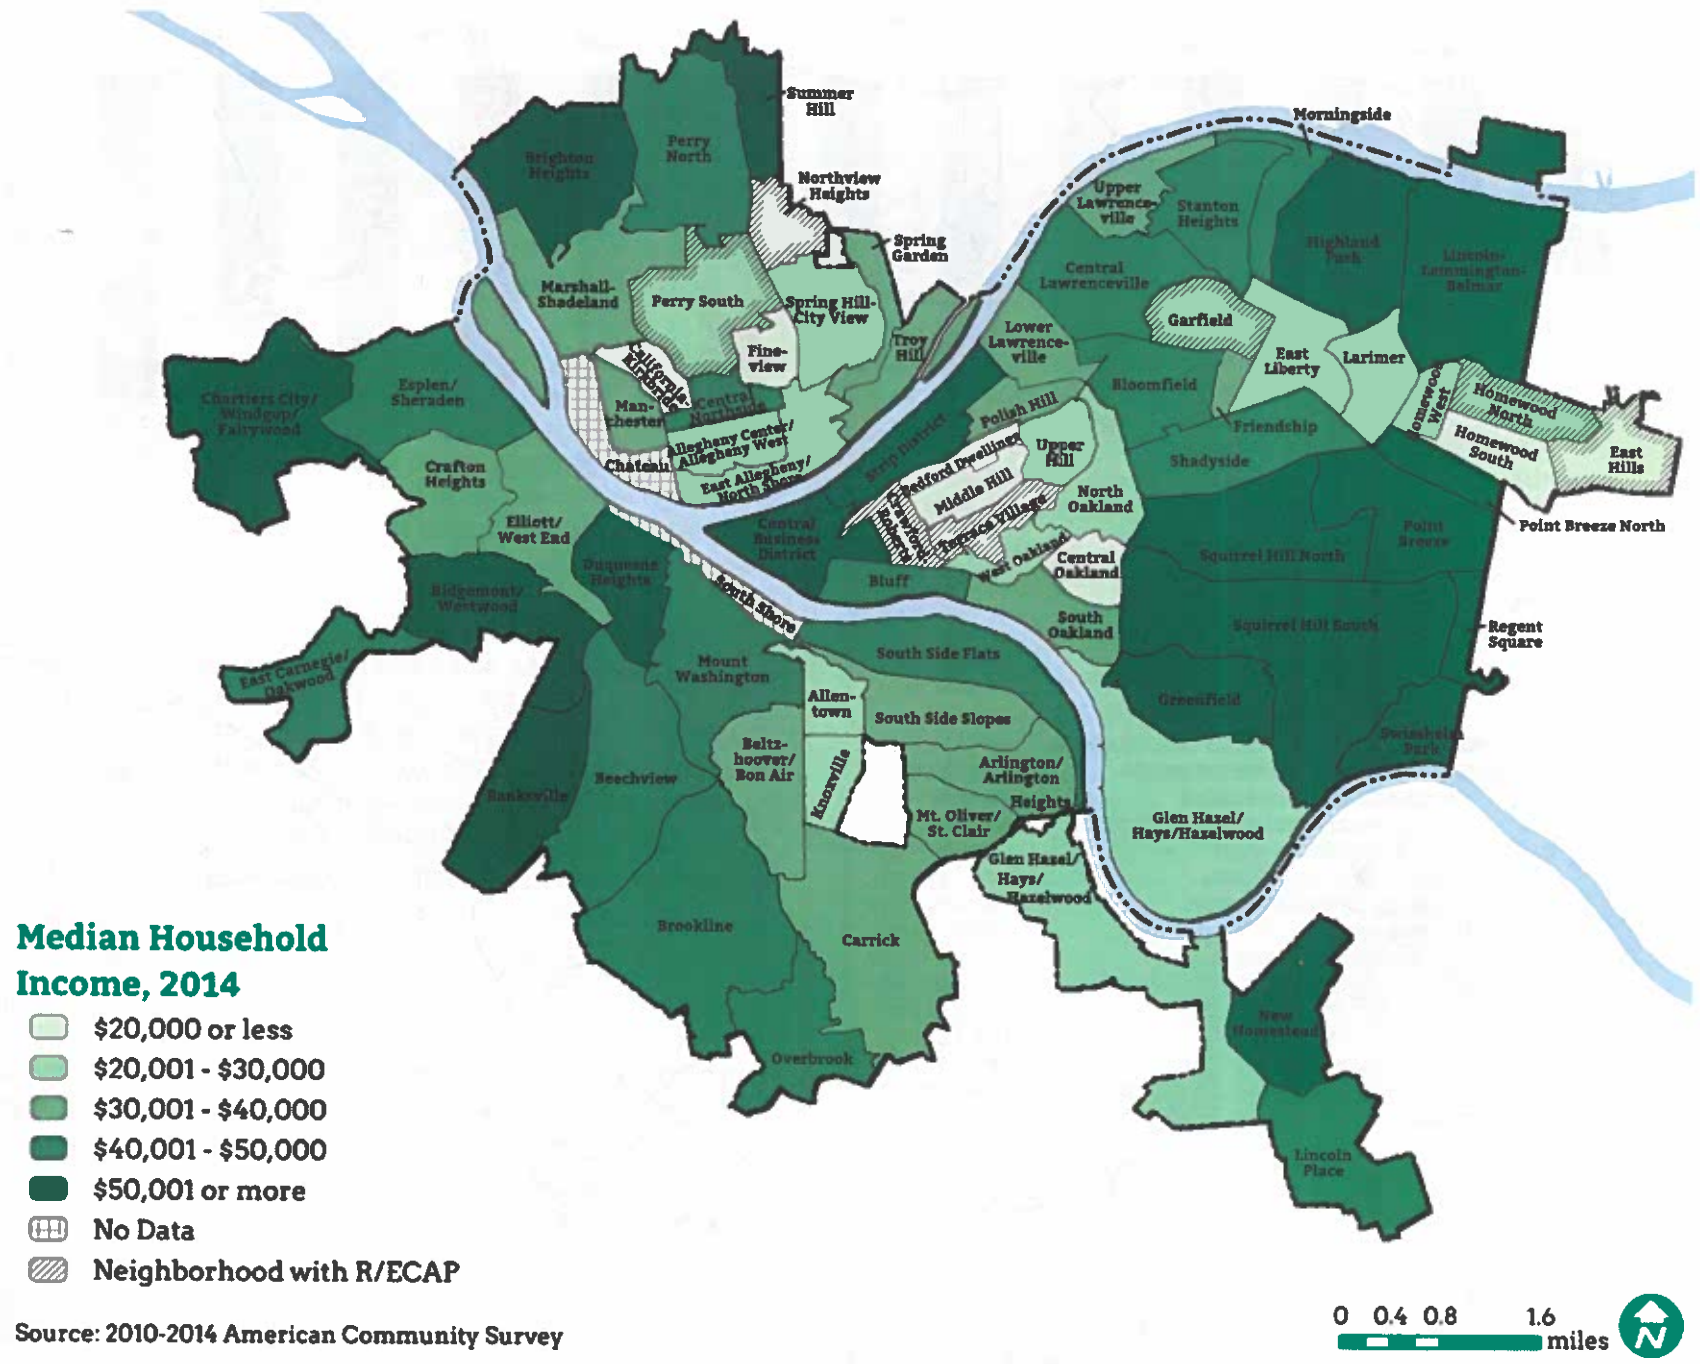 Summer
Hill
Morningside
Perry
North
Brighton
Heights
Northview
Heights
Upper
Lawrence-
ville
Stanton
Heights
Spring
Garden
Highland
Park
Lincoln-
Lemmington-
Belmar
Central
Lawrenceville
Marshall-
Shadeland
Perry South
Spring Hill-
City View
Garfield
Lower
Lawrence-
ville
Troy
Hill
California-
Kirkbride
Fine-
view
East
Liberty
Larimer
Esplen/
Sheraden
Bloomfield
Chartiers City/
Windgap/
Fairywood
Man-
chester
Central
Northside
Polish Hill
Homewood
West
Homewood
North
Friendship
Allegheny Center/
Allegheny West
Strip District
Upper
Hill
Homewood
South
East
Hills
Chateau
Shadyside
Crafton
Heights
East Allegheny/
North Shore
Bedford Dwellings
Middle Hill
North
Oakland
Crawford
Roberts
Terrace Village
Point Breeze North
Elliott/
West End
Central
Business
District
Point
Breeze
West Oakland
Central
Oakland
Squirrel Hill North
Duquesne
Heights
Bluff
Ridgemont/
Westwood
South Shore
South
Oakland
Squirrel Hill South
Regent
Square
South Side Flats
East Carnegie/
Oakwood
Mount
Washington
Allen-
town
Greenfield
South Side Slopes
Swisshelm
Park
Beltz-
hoover/
Bon Air
Knoxville
Arlington/
Arlington
Heights
Beechview
Banksville
Mt. Oliver/
St. Clair
Glen Hazel/
Hays/Hazelwood
Glen Hazel/
Hays/
Hazelwood
Brookline
Carrick
New
Homestead
Overbrook
Lincoln
Place
Median Household
Income, 2014
$20,000 or less
$20,001 - $30,000
$30,001 - $40,000
$40,001 - $50,000
$50,001 or more
No Data
Neighborhood with R/ECAP
Source: 2010-2014 American Community Survey
0 0.4 0.8 1.6
miles
N